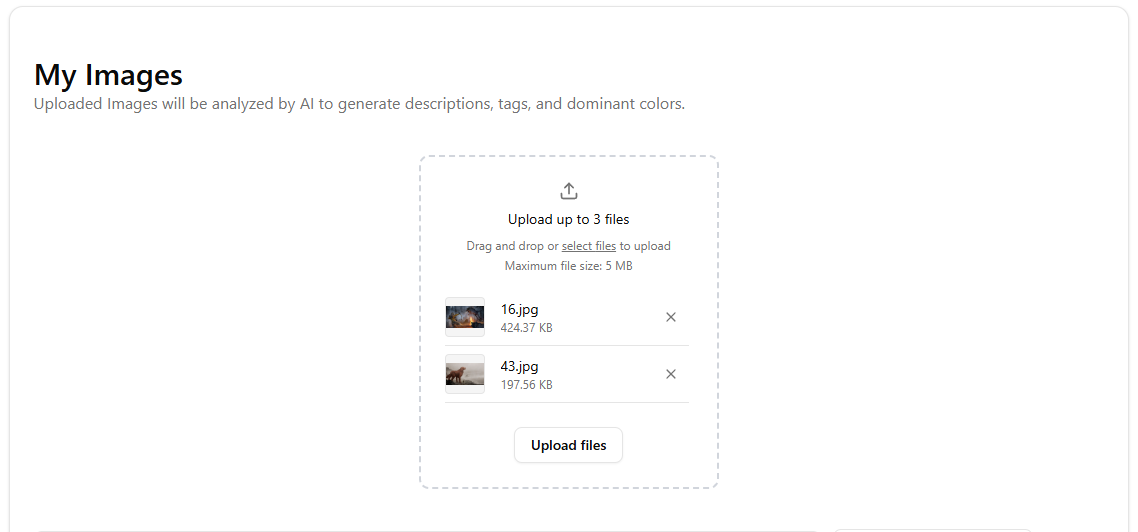 My Images
Uploaded Images will be analyzed by AI to generate descriptions, tags, and dominant colors.
Upload up to 3 files
Drag and drop or select files to upload
Maximum file size: 5 MB
16.jpg
424.37 KB
43.jpg
197.56 KB
Upload files